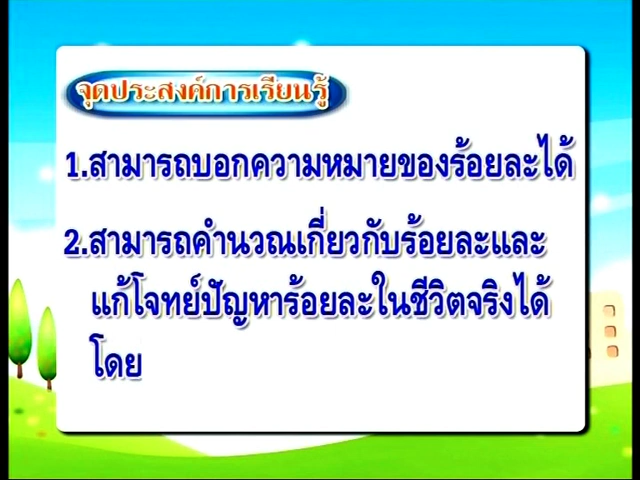 จุดประสงค์การเรียนรู้
1.สามารถบอกความหมายของร้อยละได้
2.สามารถคำนวณเกี่ยวกับร้อยละและ
แก้โจทย์ปัญหาร้อยละในชีวิตจริงได้
โดย